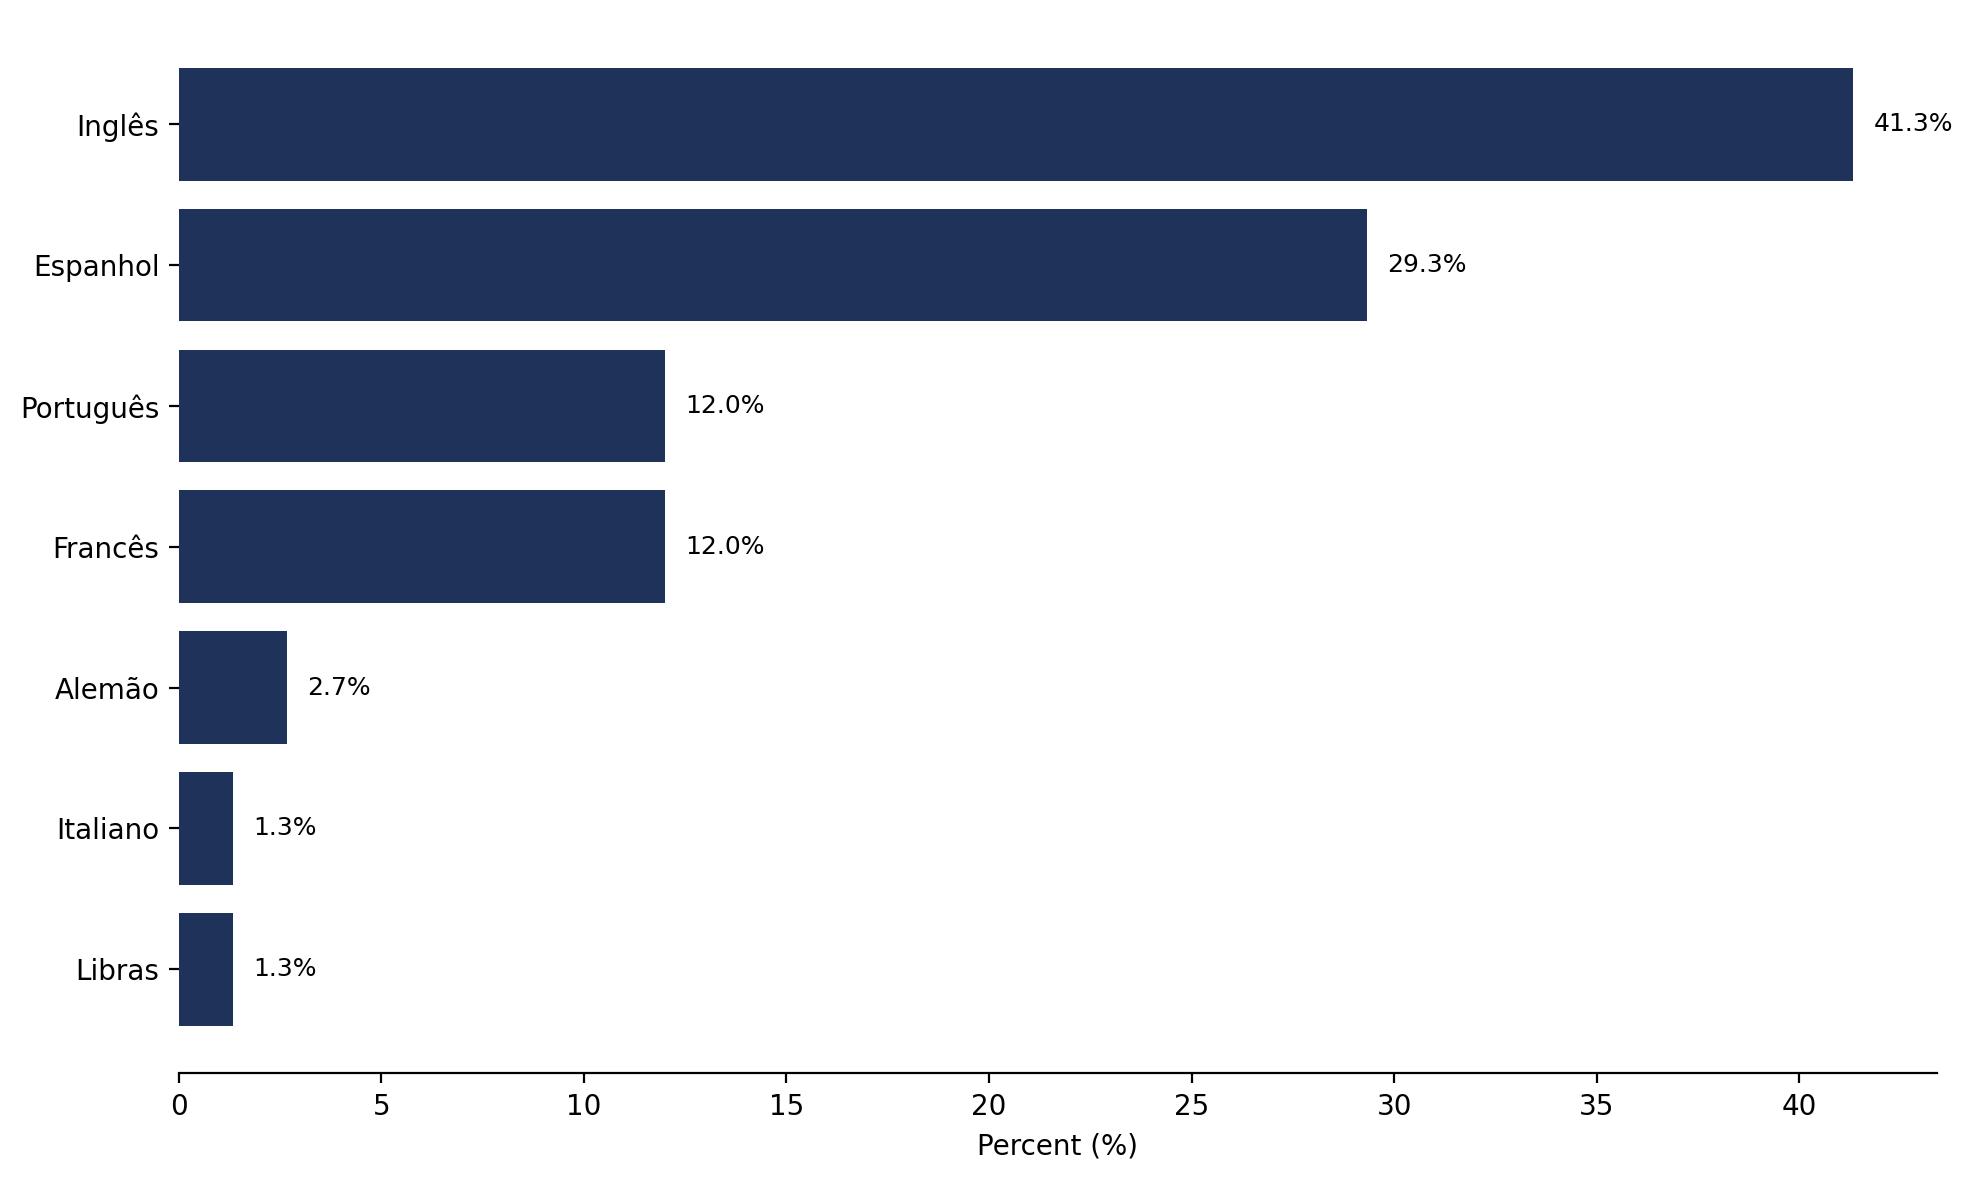 Inglês
41.3%
Espanhol
29.3%
Português
12.0%
Francês
12.0%
Alemão
2.7%
Italiano
1.3%
Libras
1.3%
0 5 10 15 20 25 30 35 40
Percent (%)